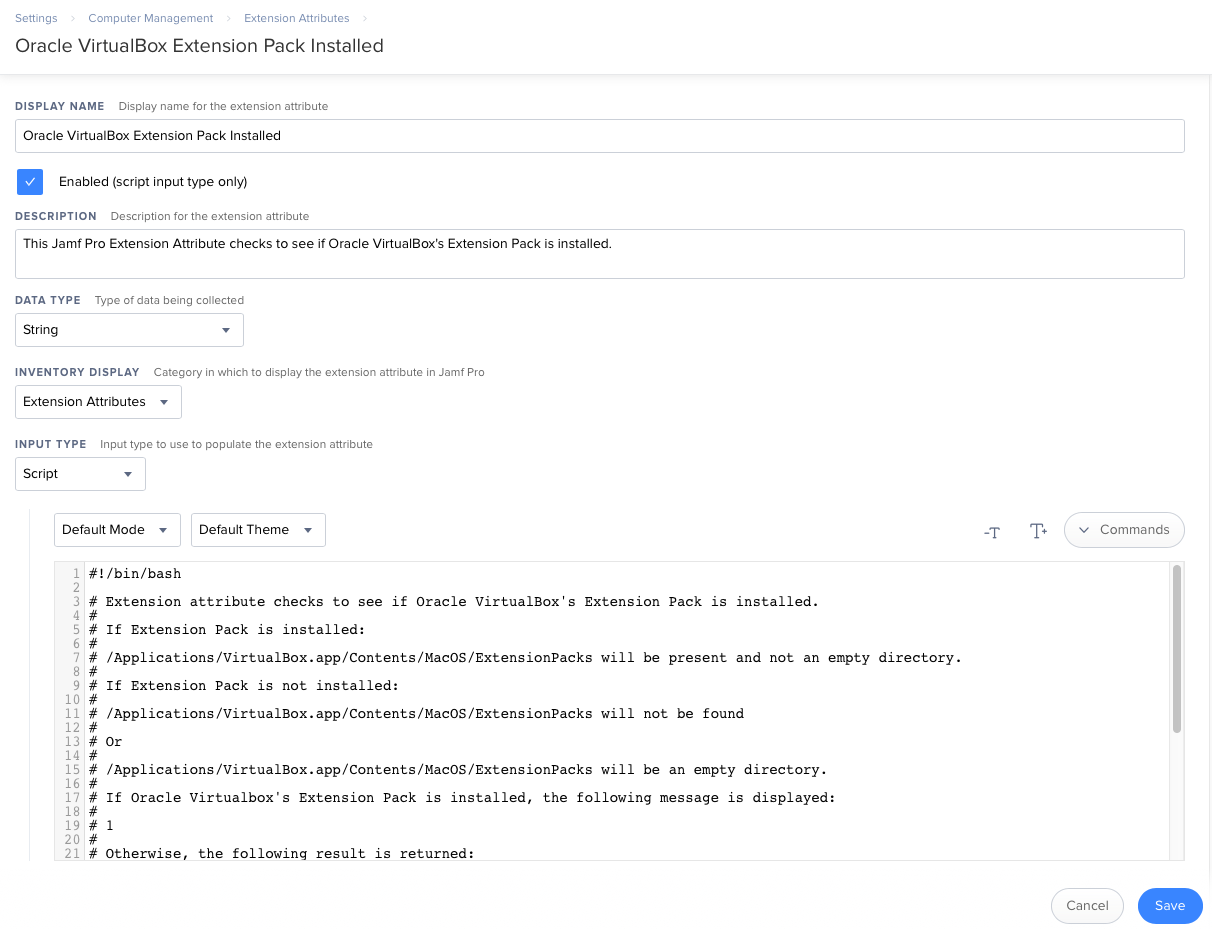 Settings > Computer Management > Extension Attributes >
Oracle VirtualBox Extension Pack Installed
DISPLAY NAME Display name for the extension attribute
Oracle VirtualBox Extension Pack Installed
Enabled (script input type only)
DESCRIPTION Description for the extension attribute
This Jamf Pro Extension Attribute checks to see if Oracle VirtualBox's Extension Pack is installed.
DATA TYPE Type of data being collected
String
INVENTORY DISPLAY Category in which to display the extension attribute in Jamf Pro
Extension Attributes
INPUT TYPE Input type to use to populate the extension attribute
Script
Default Mode Default Theme -T T+ Commands
1 #!/bin/bash
2
3 # Extension attribute checks to see if Oracle VirtualBox's Extension Pack is installed.
4 #
5 # If Extension Pack is installed:
6 #
7 # /Applications/VirtualBox.app/Contents/MacOS/ExtensionPacks will be present and not an empty directory.
8 #
9 # If Extension Pack is not installed:
10 #
11 # /Applications/VirtualBox.app/Contents/MacOS/ExtensionPacks will not be found
12 #
13 # Or
14 #
15 # /Applications/VirtualBox.app/Contents/MacOS/ExtensionPacks will be an empty directory.
16 #
17 # If Oracle Virtualbox's Extension Pack is installed, the following message is displayed:
18 #
19 # 1
20 #
21 # Otherwise, the following result is returned:
Cancel Save